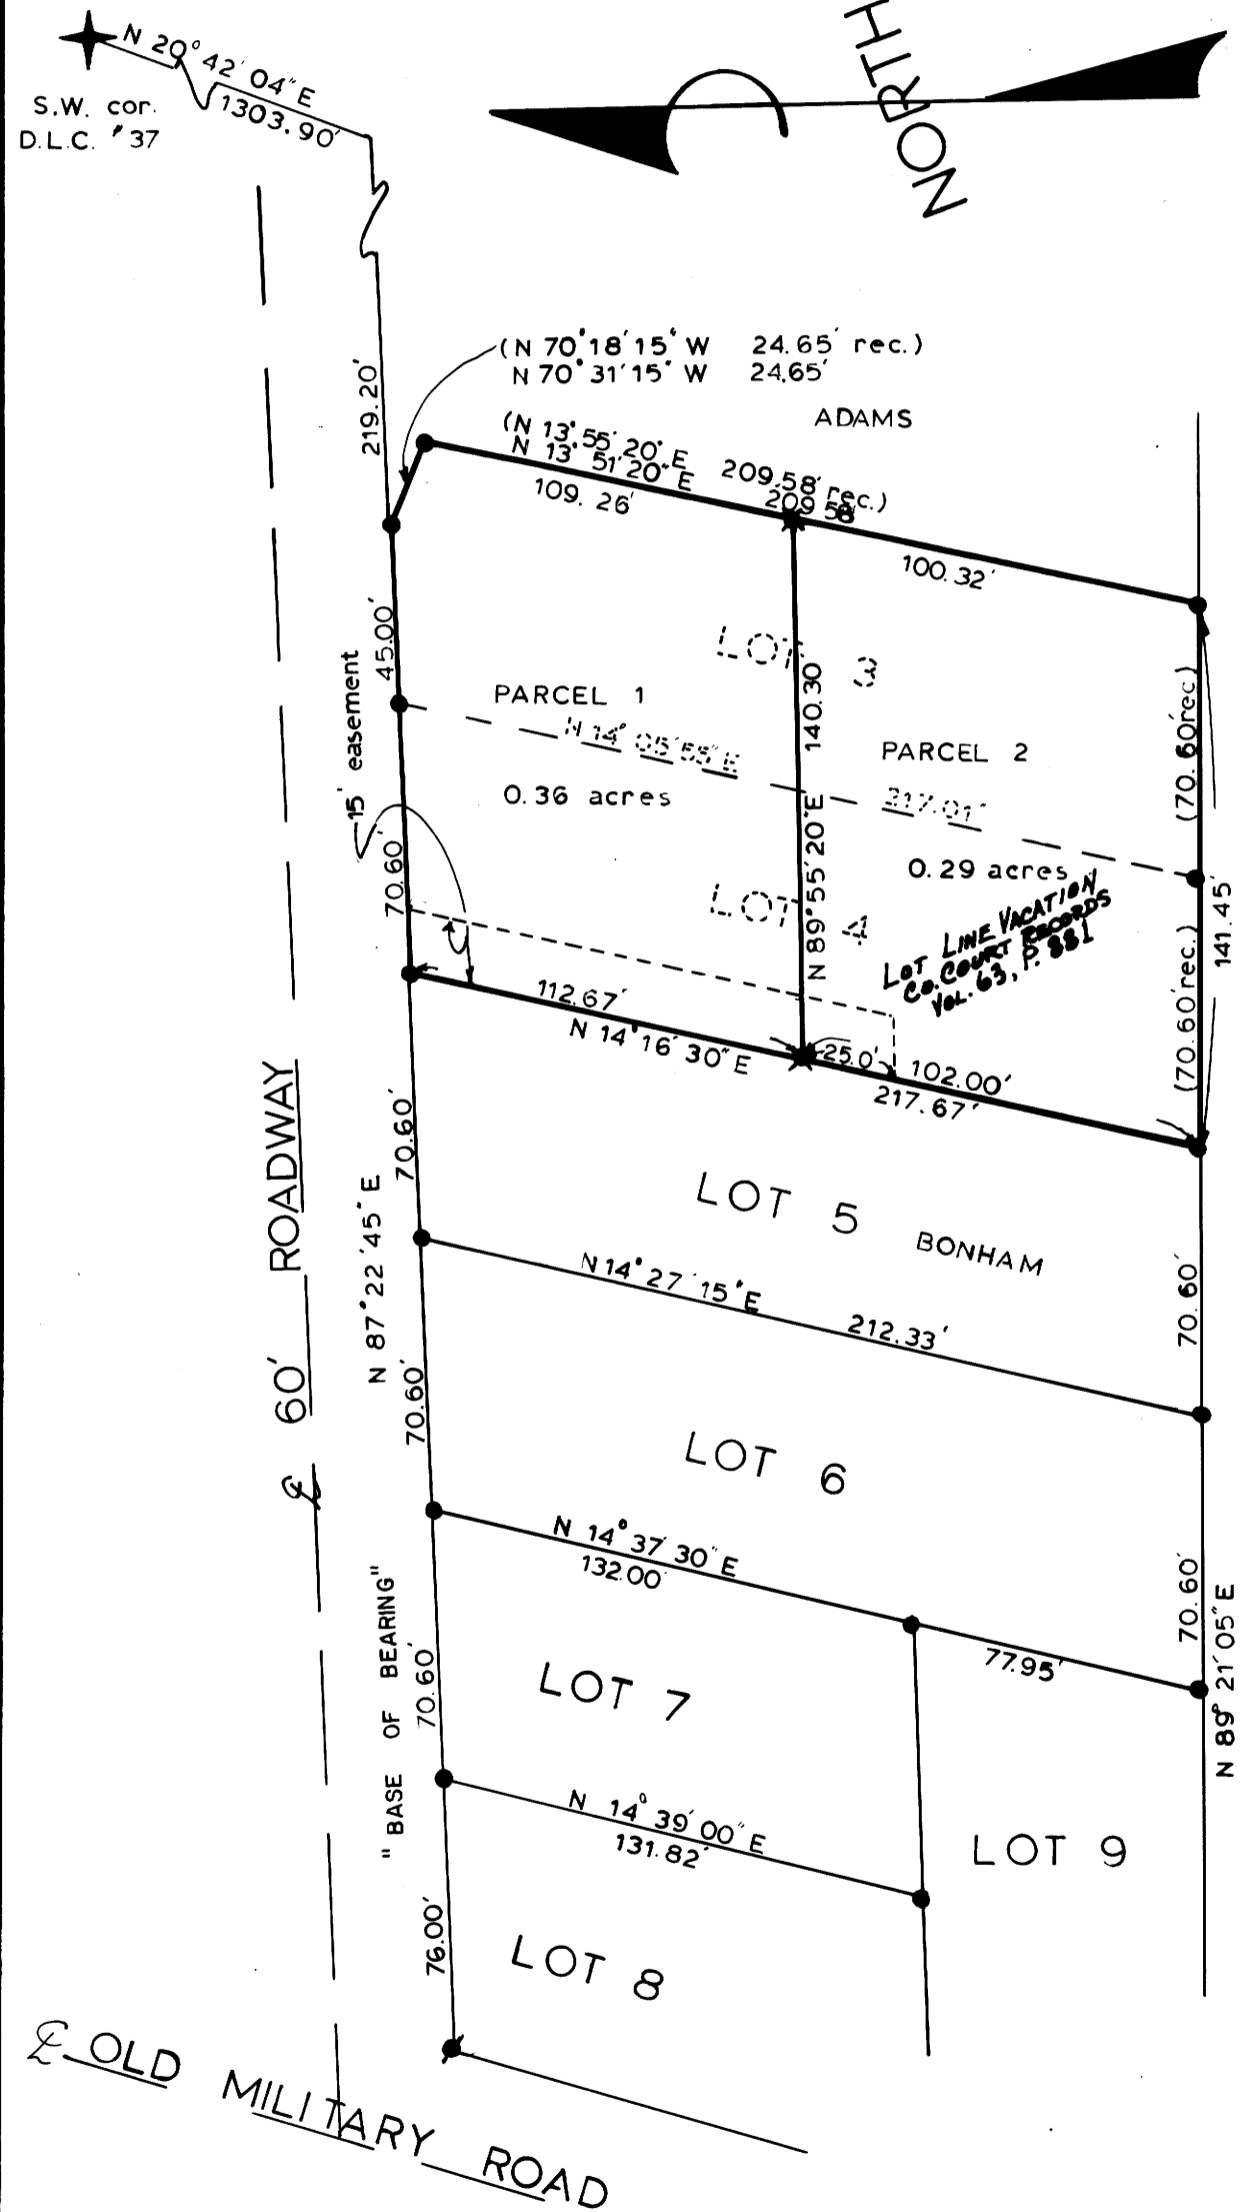 N 20° 42' 04" E
1303.90'
S.W. cor.
D.L.C. #37
NORTH
219.20'
(N 70° 18' 15" W 24.65' rec.)
N 70° 31' 15" W 24.65'
ADAMS
(N 13° 55' 20" E 209.58' rec.)
N 13° 51' 20" E 209.58
109.26'
100.32'
45.00'
LOT 3
140.30
N 89° 55' 20" E
PARCEL 1
N 14° 05' 55" E
217.01'
PARCEL 2
(70.60' rec)
15' easement
0.36 acres
0.29 acres
70.60'
LOT 4
LOT LINE VACATION
CO. COURT RECORDS
VOL. 63, P. 881
141.45'
(70.60' rec.)
112.67'
N 14° 16' 30" E
25.0'
102.00'
217.67'
60' ROADWAY
70.60'
N 87° 22' 45" E
LOT 5
BONHAM
N 14° 27' 15" E
212.33'
70.60'
70.60'
LOT 6
℄
N 14° 37' 30" E
132.00
77.95'
70.60'
N 89° 21' 05" E
" BASE OF BEARING"
70.60'
LOT 7
N 14° 39' 00" E
131.82'
LOT 9
76.00'
LOT 8
℄ OLD MILITARY ROAD